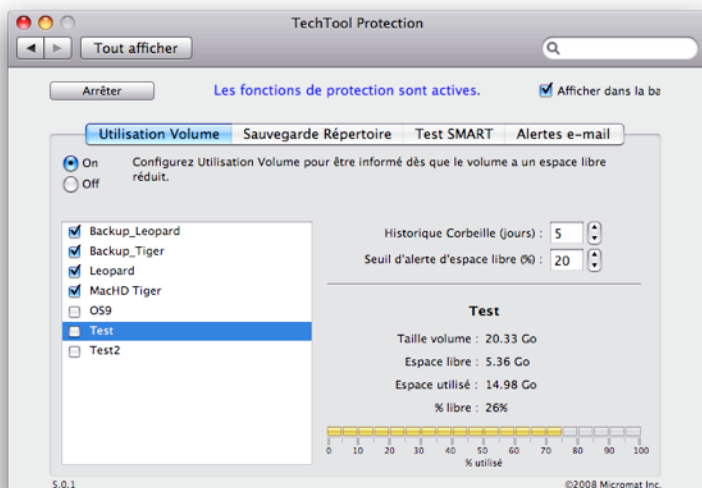 TechTool Protection
Tout afficher
Arrêter
Les fonctions de protection sont actives.
Afficher dans la ba
Utilisation Volume
Sauvegarde Répertoire
Test SMART
Alertes e-mail
On
Off
Configurez Utilisation Volume pour être informé dès que le volume a un espace libre
réduit.
Backup_Leopard
Backup_Tiger
Leopard
MacHD Tiger
OS9
Test
Test2
Historique Corbeille (jours) : 5
Seuil d'alerte d'espace libre (%) : 20
Test
Taille volume : 20.33 Go
Espace libre : 5.36 Go
Espace utilisé : 14.98 Go
% libre : 26%
0 10 20 30 40 50 60 70 80 90 100
% utilisé
5.0.1
©2008 Micromat Inc.